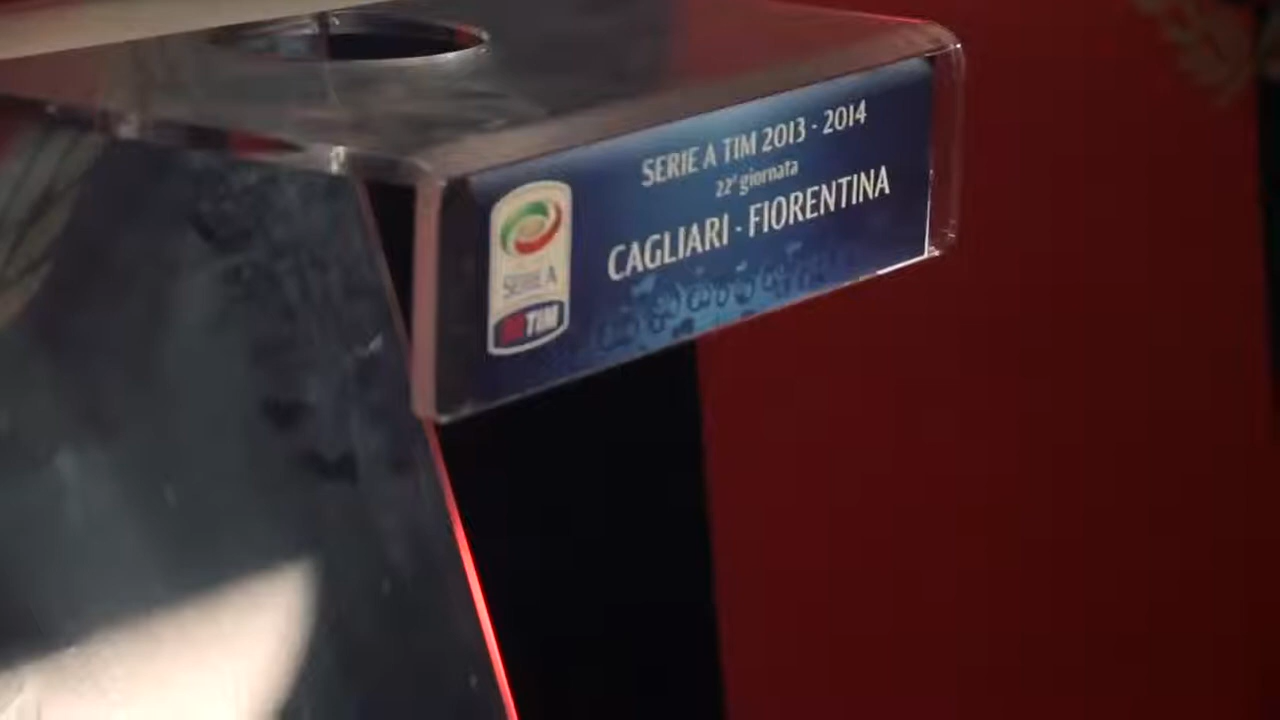 SERIE A TIM 2013 - 2014
22ª giornata
CAGLIARI - FIORENTINA
SERIE A
TIM